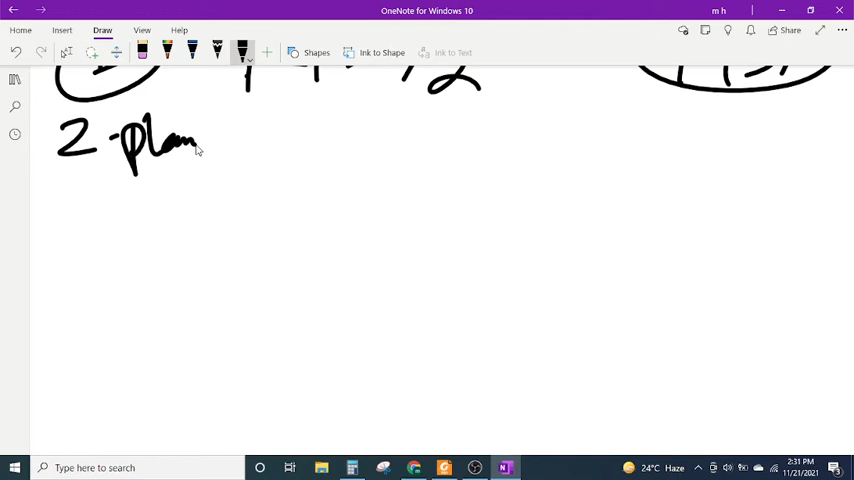 OneNote for Windows 10
m h
Home Insert Draw View Help
Share
Shapes Ink to Shape Ink to Text
2 -plan
Type here to search
24°C Haze
2:31 PM
11/21/2021
3